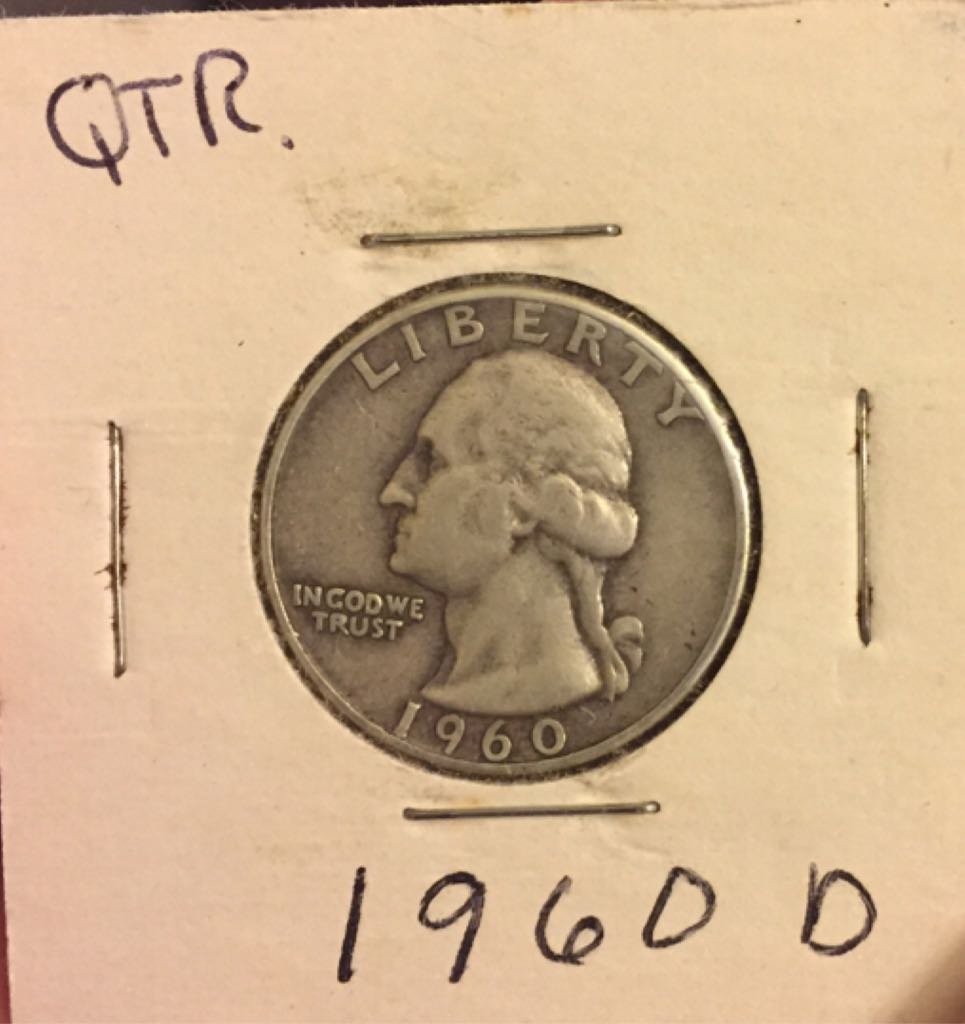 QTR.
LIBERTY
IN GOD WE
TRUST
1960
1960 D